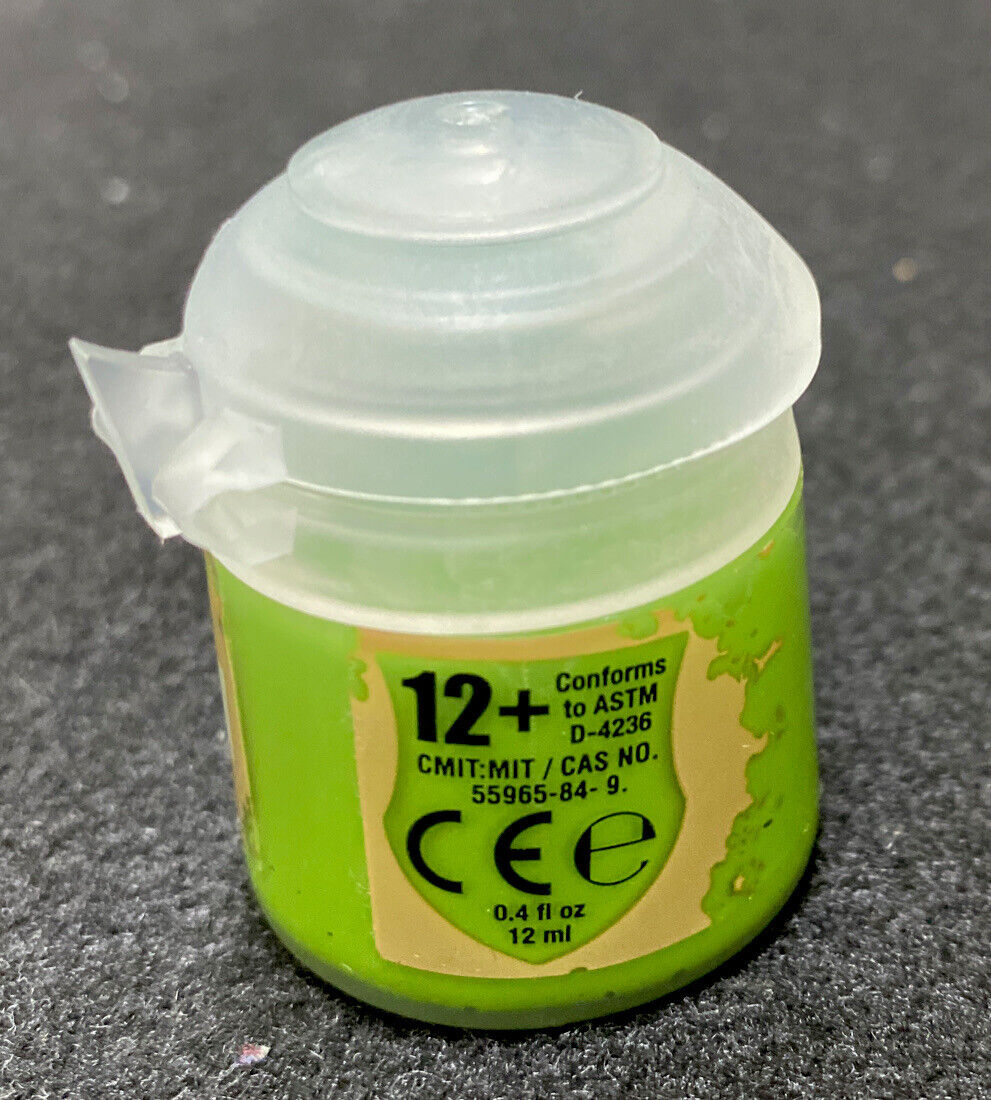 12+ Conforms
to ASTM
D-4236
CMIT:MIT / CAS NO.
55965-84- 9.
CE e
0.4 fl oz
12 ml